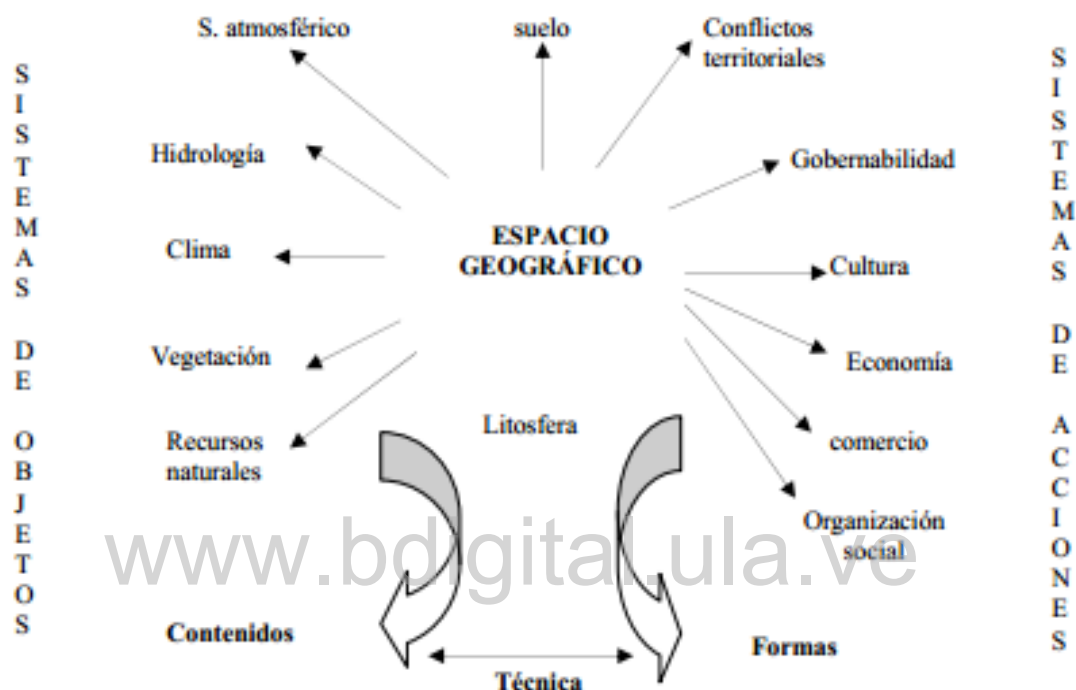 S. atmosférico
suelo
Conflictos
territoriales
SISTEMAS DE OBJETOS
SISTEMAS DE ACCIONES
Hidrología
Gobernabilidad
ESPACIO
GEOGRÁFICO
Clima
Cultura
Vegetación
Economía
Litosfera
Recursos
naturales
comercio
Organización
social
www.bdigital.ula.ve
Contenidos
Formas
Técnica